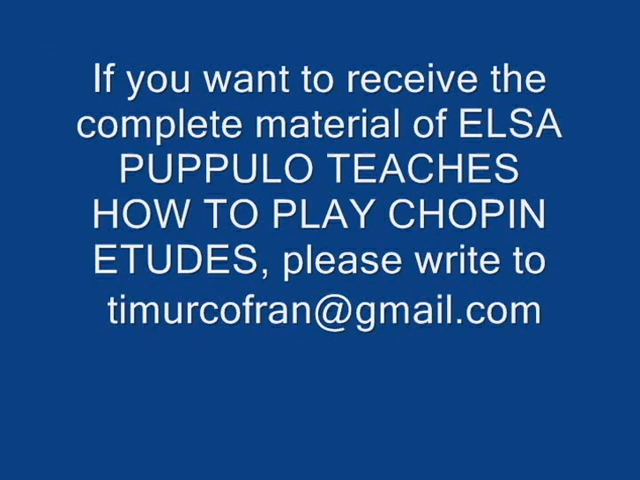 If you want to receive the
complete material of ELSA
PUPPULO TEACHES
HOW TO PLAY CHOPIN
ETUDES, please write to
timurcofran@gmail.com